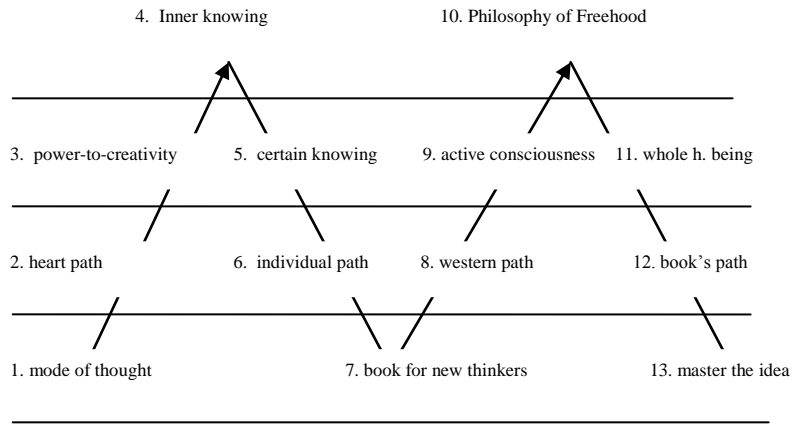 4. Inner knowing 10. Philosophy of Freehood
3. power-to-creativity 5. certain knowing 9. active consciousness 11. whole h. being
2. heart path 6. individual path 8. western path 12. book's path
1. mode of thought 7. book for new thinkers 13. master the idea